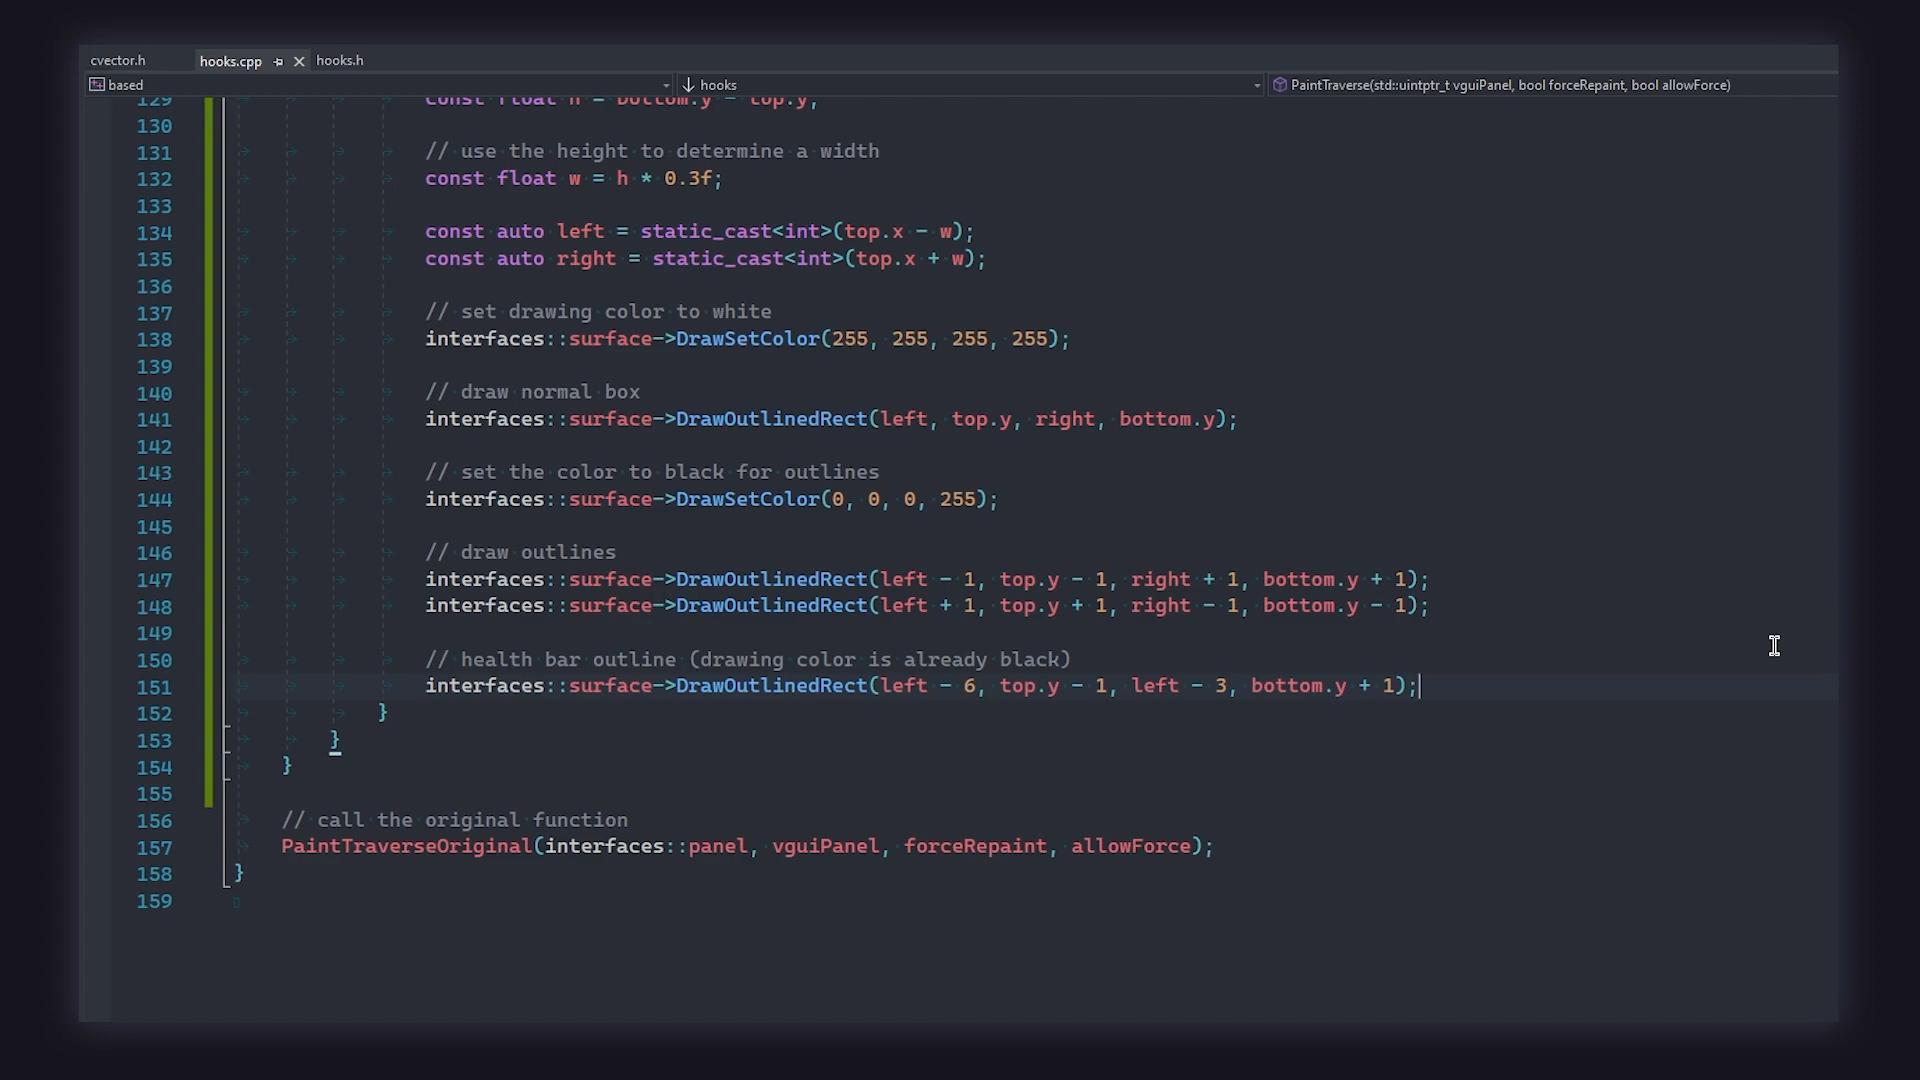 cvector.h hooks.cpp hooks.h
based hooks PaintTraverse(std::uintptr_t vguiPanel, bool forceRepaint, bool allowForce)
129 const float h = bottom.y - top.y;
130
131 // use the height to determine a width
132 const float w = h * 0.3f;
133
134 const auto left = static_cast<int>(top.x - w);
135 const auto right = static_cast<int>(top.x + w);
136
137 // set drawing color to white
138 interfaces::surface->DrawSetColor(255, 255, 255, 255);
139
140 // draw normal box
141 interfaces::surface->DrawOutlinedRect(left, top.y, right, bottom.y);
142
143 // set the color to black for outlines
144 interfaces::surface->DrawSetColor(0, 0, 0, 255);
145
146 // draw outlines
147 interfaces::surface->DrawOutlinedRect(left - 1, top.y - 1, right + 1, bottom.y + 1);
148 interfaces::surface->DrawOutlinedRect(left + 1, top.y + 1, right - 1, bottom.y - 1);
149
150 // health bar outline (drawing color is already black)
151 interfaces::surface->DrawOutlinedRect(left - 6, top.y - 1, left - 3, bottom.y + 1);
152 }
153 }
154 }
155
156 // call the original function
157 PaintTraverseOriginal(interfaces::panel, vguiPanel, forceRepaint, allowForce);
158 }
159